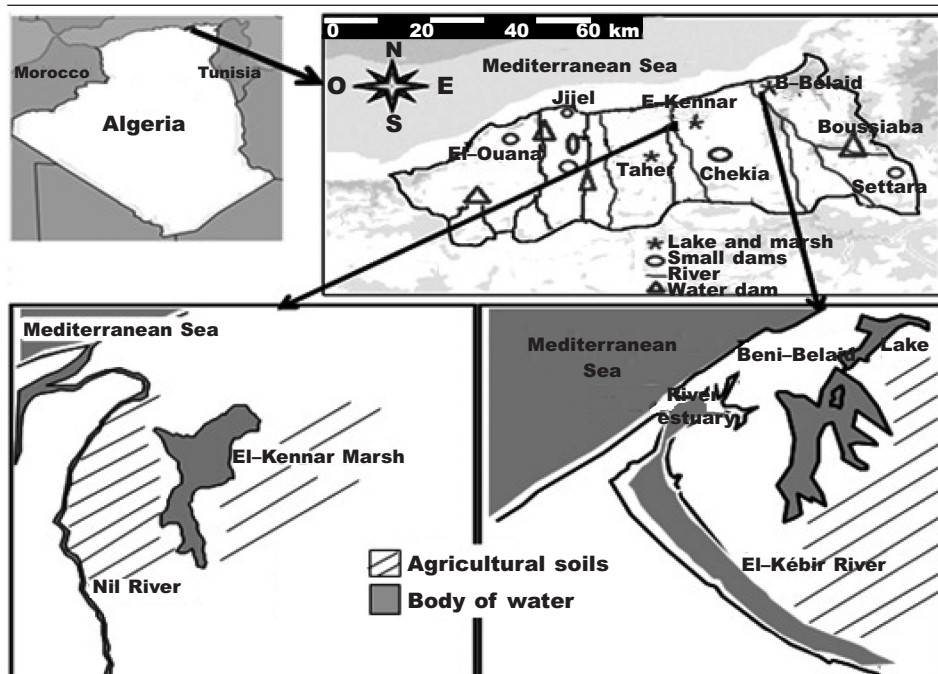 Morocco
Tunisia
Algeria
0 20 40 60 km
N
O E
S
Mediterranean Sea
B-Bélaid
Jijel
E-Kennar
Boussiaba
El-Ouana
Taher
Chekia
Settara
Lake and marsh
Small dams
River
Water dam
Mediterranean Sea
El–Kennar Marsh
Nil River
Agricultural soils
Body of water
Mediterranean
Sea
Beni–Belaid
Lake
River
estuary
El–Kébir River